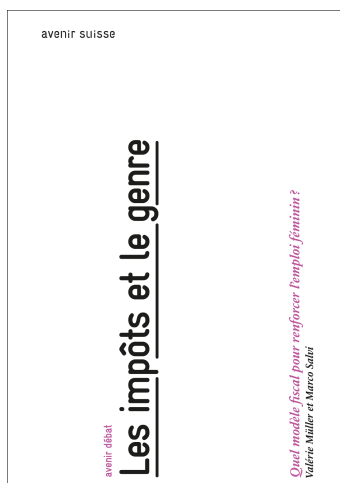 avenir suisse
avenir débat
Les impôts et le genre
Quel modèle fiscal pour renforcer l'emploi féminin ?
Valérie Müller et Marco Salvi